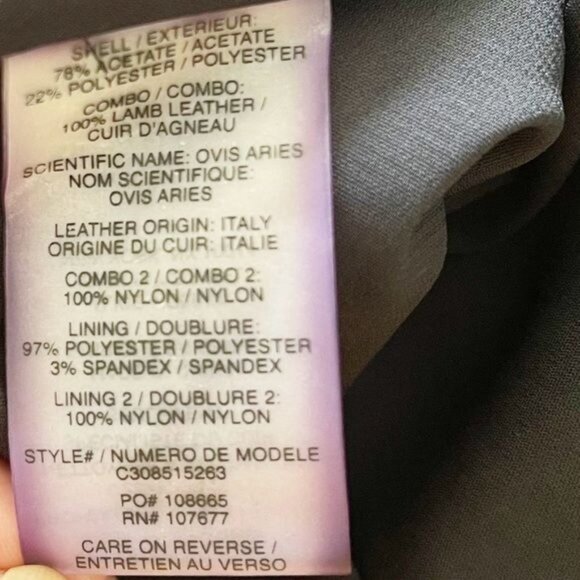 SHELL / EXTERIEUR:
78% ACETATE / ACETATE
22% POLYESTER / POLYESTER
COMBO / COMBO:
100% LAMB LEATHER /
CUIR D'AGNEAU
SCIENTIFIC NAME: OVIS ARIES
NOM SCIENTIFIQUE:
OVIS ARIES
LEATHER ORIGIN: ITALY
ORIGINE DU CUIR: ITALIE
COMBO 2 / COMBO 2:
100% NYLON / NYLON
LINING / DOUBLURE:
97% POLYESTER / POLYESTER
3% SPANDEX / SPANDEX
LINING 2 / DOUBLURE 2:
100% NYLON / NYLON
STYLE# / NUMERO DE MODELE
C308515263
PO# 108665
RN# 107677
CARE ON REVERSE /
ENTRETIEN AU VERSO